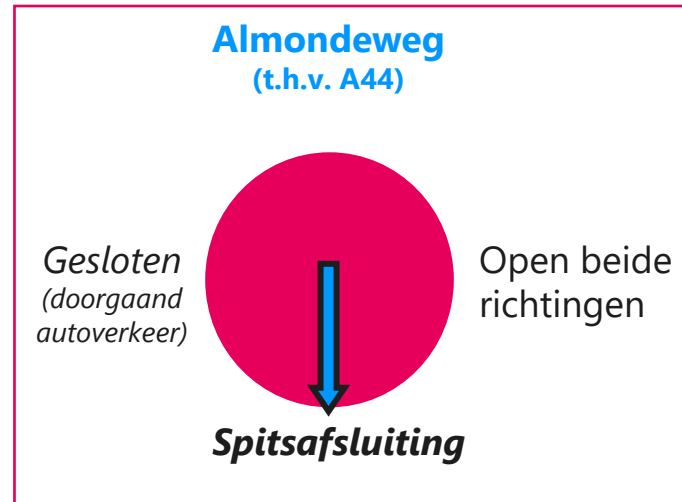 Almondeweg
(t.h.v. A44)
Gesloten
(doorgaand
autoverkeer)
Open beide
richtingen
Spitsafsluiting